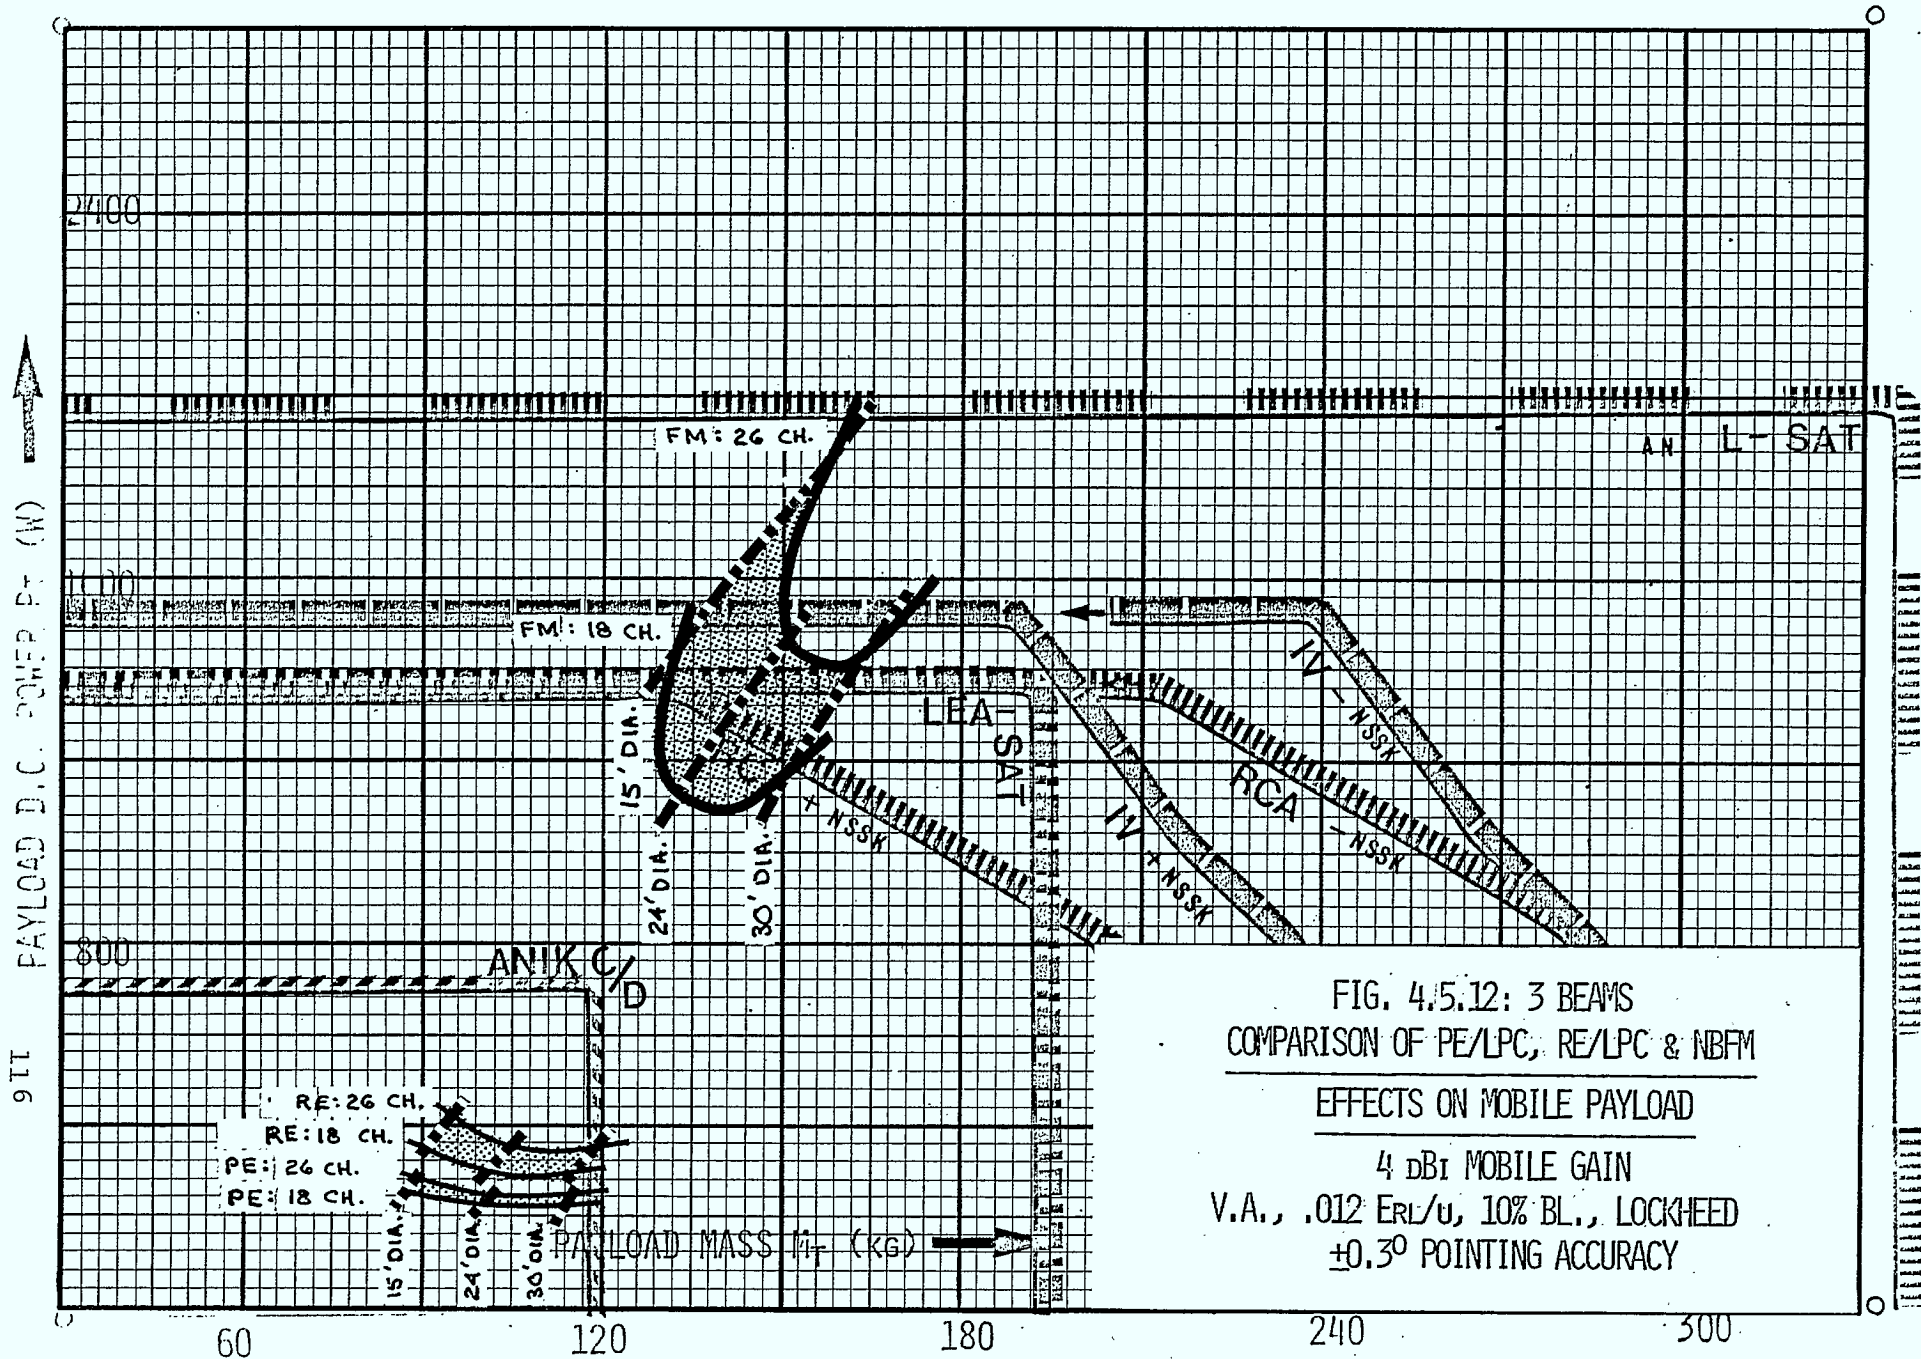 2400
FM: 26 CH.
L-SAT
FM: 18 CH.
IV - NSSK
LEA-SAT
RCA - NSSK
15' DIA.
24' DIA.
30' DIA.
+ NSSK
IV + NSSK
PAYLOAD D.C. POWER PT (W)
800
ANIK C/D
RE: 26 CH.
RE: 18 CH.
PE: 26 CH.
PE: 18 CH.
15' DIA.
24' DIA.
30' DIA.
PAYLOAD MASS MT (KG)
116
FIG. 4.5.12: 3 BEAMS
COMPARISON OF PE/LPC, RE/LPC & NBFM
EFFECTS ON MOBILE PAYLOAD
4 DBI MOBILE GAIN
V.A., .012 ERL/U, 10% BL., LOCKHEED
±0.3⁰ POINTING ACCURACY
60 120 180 240 300